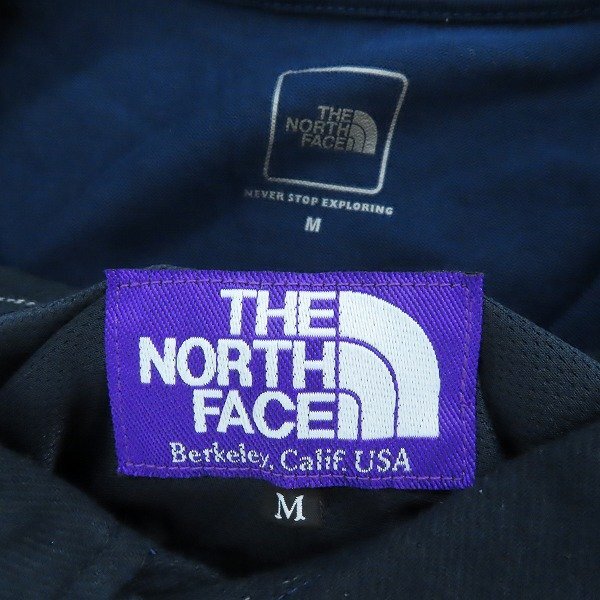 THE
NORTH
FACE
NEVER STOP EXPLORING
M
THE
NORTH
FACE
Berkeley, Calif. USA
M